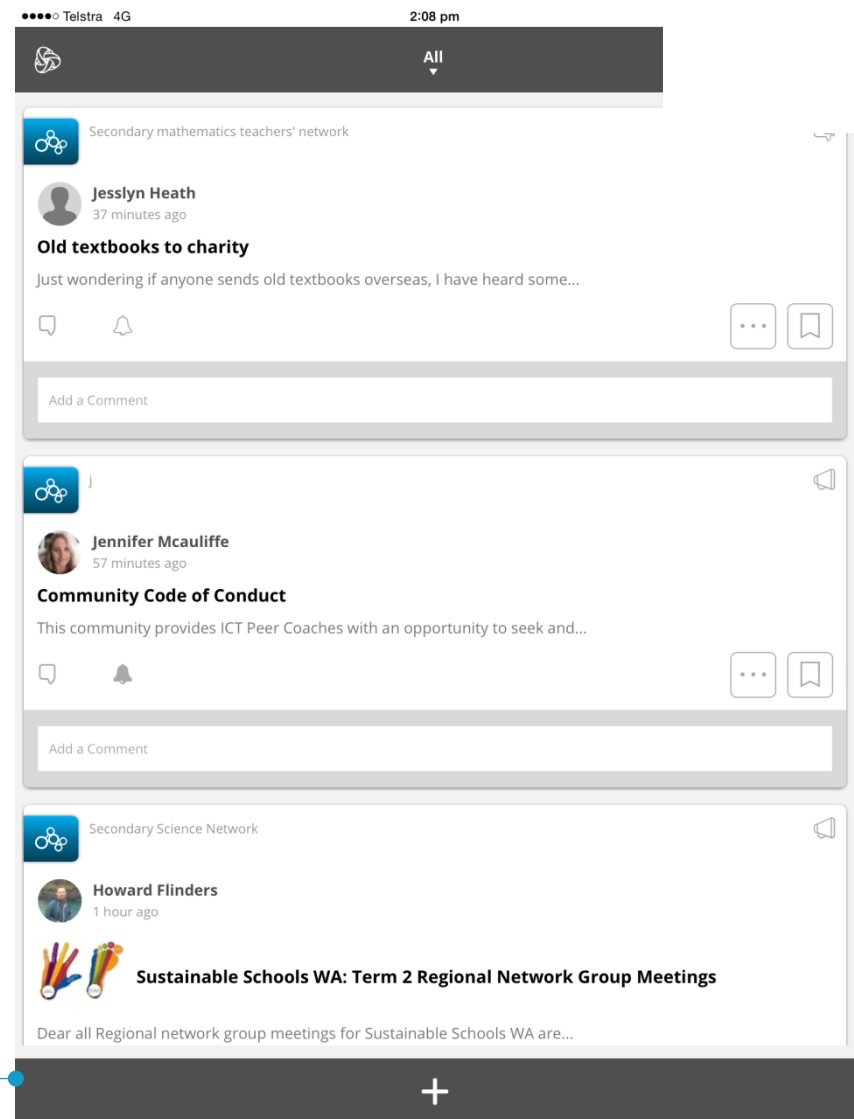 Telstra 4G
2:08 pm
All
Secondary mathematics teachers' network
Jesslyn Heath
37 minutes ago
Old textbooks to charity
Just wondering if anyone sends old textbooks overseas, I have heard some...
Add a Comment
j
Jennifer Mcauliffe
57 minutes ago
Community Code of Conduct
This community provides ICT Peer Coaches with an opportunity to seek and...
Add a Comment
Secondary Science Network
Howard Flinders
1 hour ago
Sustainable Schools WA: Term 2 Regional Network Group Meetings
Dear all Regional network group meetings for Sustainable Schools WA are...